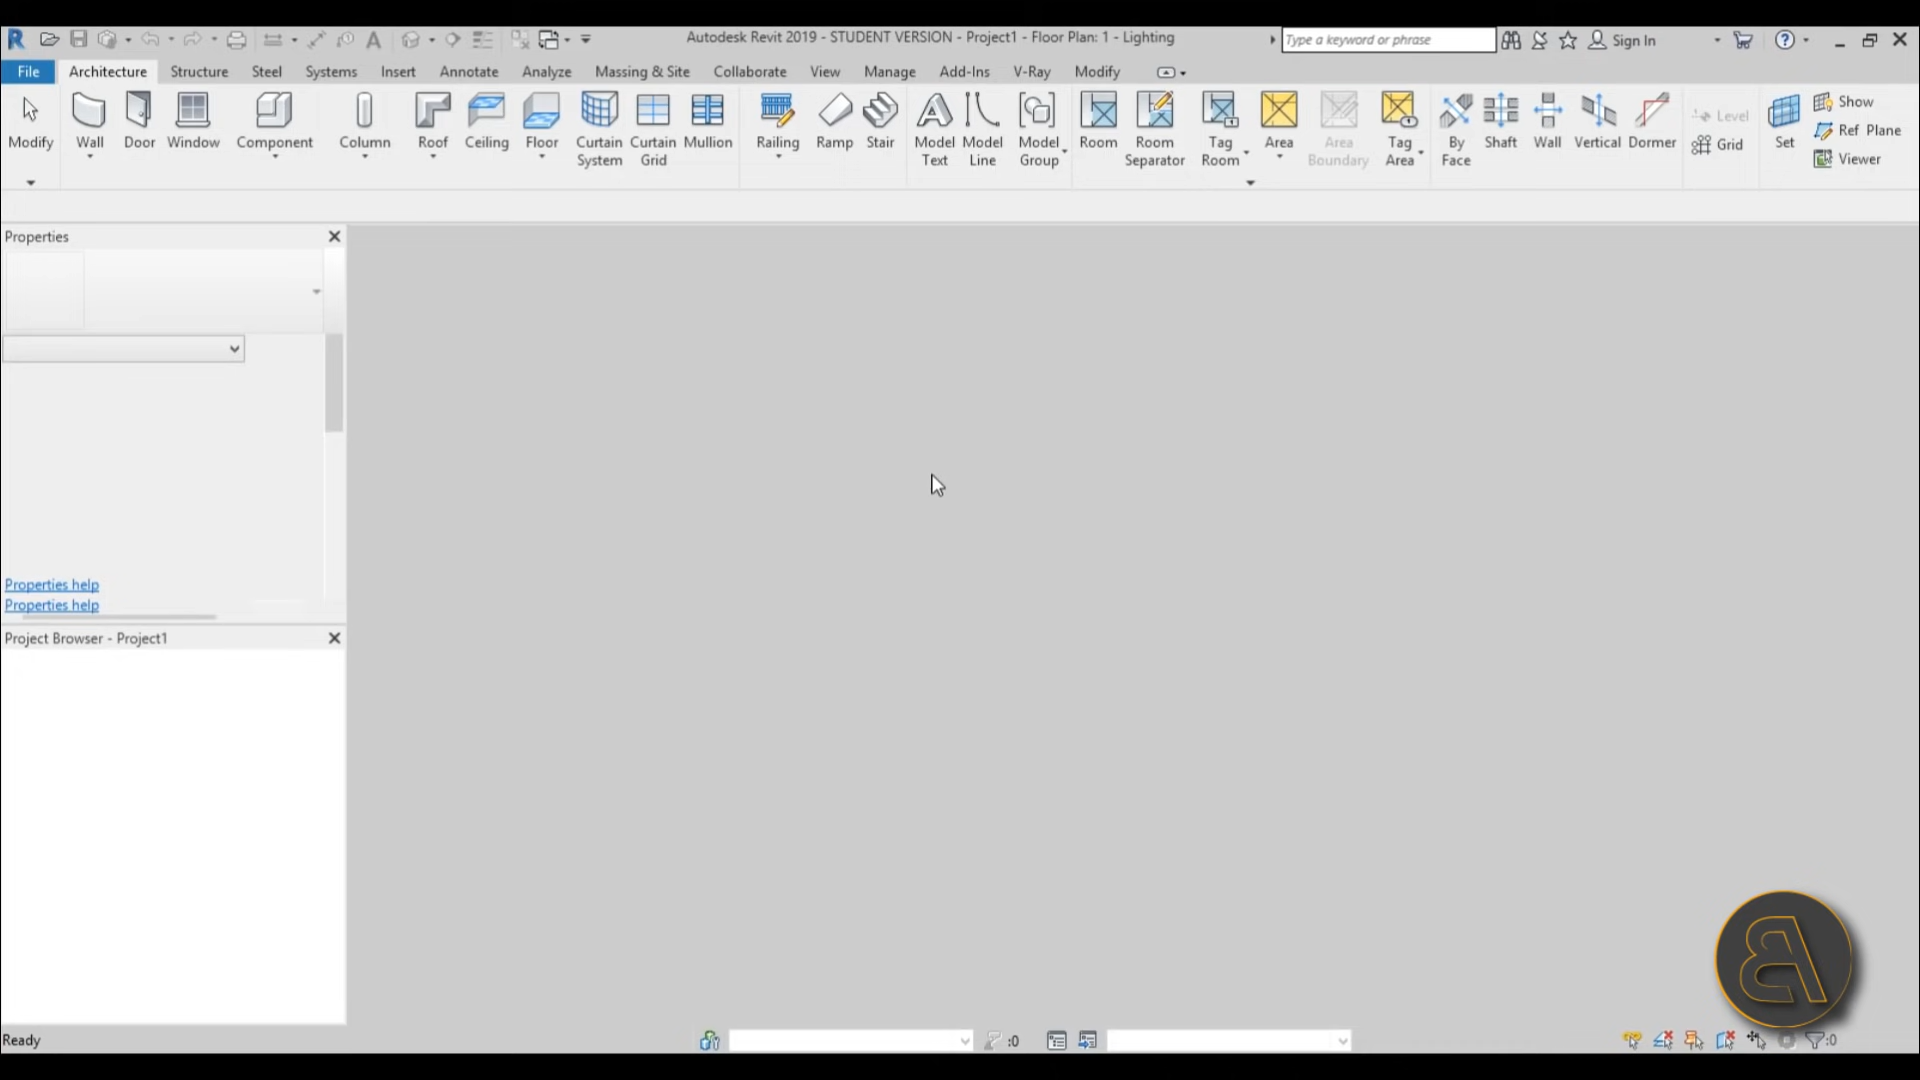 Autodesk Revit 2019 - STUDENT VERSION - Project1 - Floor Plan: 1 - Lighting
Type a keyword or phrase
Sign In
File Architecture Structure Steel Systems Insert Annotate Analyze Massing & Site Collaborate View Manage Add-Ins V-Ray Modify
Modify Wall Door Window Component Column Roof Ceiling Floor Curtain System Curtain Grid Mullion Railing Ramp Stair Model Text Model Line Model Group Room Room Separator Tag Room Area Area Boundary Tag Area By Face Shaft Wall Vertical Dormer
Level
Grid
Set
Show
Ref Plane
Viewer
Properties
Properties help
Properties help
Project Browser - Project1
Ready
:0
:0